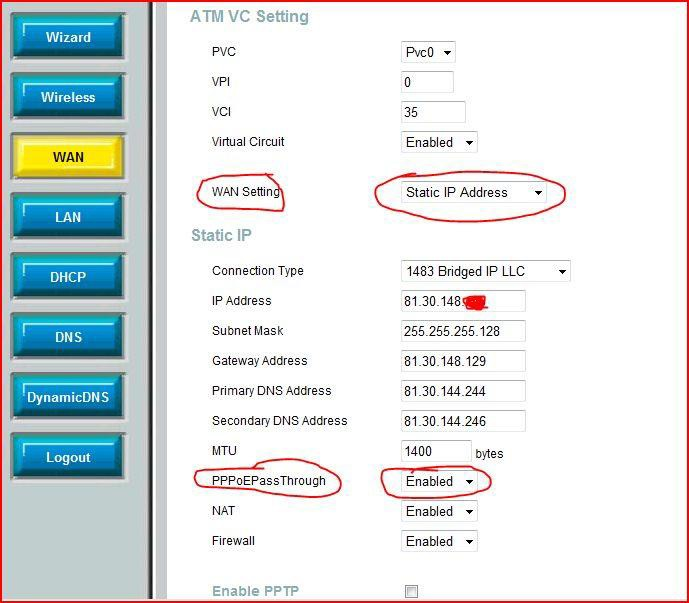 Wizard
Wireless
WAN
LAN
DHCP
DNS
DynamicDNS
Logout
ATM VC Setting
PVC Pvc0
VPI 0
VCI 35
Virtual Circuit Enabled
WAN Setting Static IP Address
Static IP
Connection Type 1483 Bridged IP LLC
IP Address 81.30.148.
Subnet Mask 255.255.255.128
Gateway Address 81.30.148.129
Primary DNS Address 81.30.144.244
Secondary DNS Address 81.30.144.246
MTU 1400 bytes
PPPoEPassThrough Enabled
NAT Enabled
Firewall Enabled
Enable PPTP